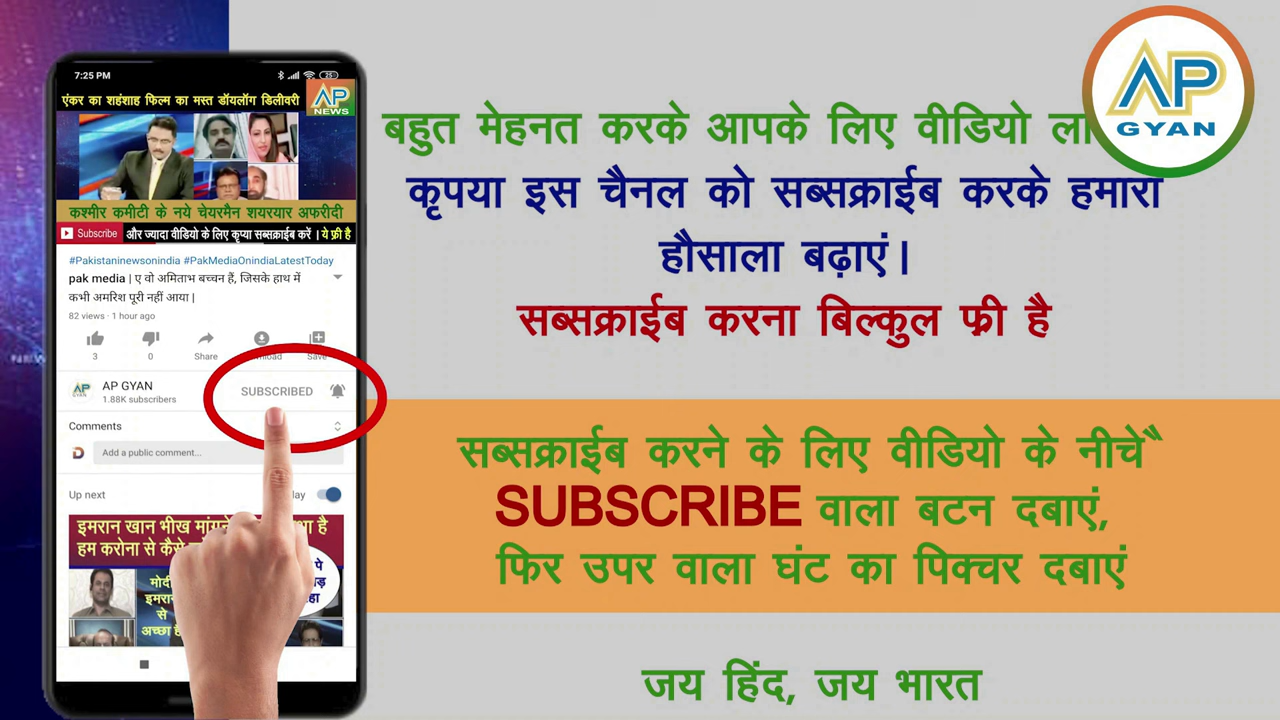 7:25 PM
25
एंकर का शहंशाह फिल्म का मस्त डॉयलॉग डिलीवरी
AP
NEWS
कश्मीर कमीटी के नये चेयरमैन शयरयार अफरीदी
Subscribe और ज्यादा वीडियो के लिए कृप्या सब्सक्राईब करें । ये फ्री है
#Pakistaninewsonindia #PakMediaOnindiaLatestToday
pak media | ए वो अमिताभ बच्चन हैं, जिसके हाथ में
कभी अमरिश पूरी नहीं आया |
82 views · 1 hour ago
3 0 Share Save
AP GYAN
1.88K subscribers
SUBSCRIBED
Comments
Add a public comment...
Up next
इमरान खान भीख मांगने है
हम करोना से कैसे
मोदी
से
अच्छा
AP
GYAN
बहुत मेहनत करके आपके लिए वीडियो
कृपया इस चैनल को सब्सक्राईब करके हमारा
हौसाला बढ़ाएं।
सब्सक्राईब करना बिल्कुल फ्री है
सब्सक्राईब करने के लिए वीडियो के नीचे
SUBSCRIBE वाला बटन दबाएं,
फिर उपर वाला घंट का पिक्चर दबाएं
जय हिंद, जय भारत